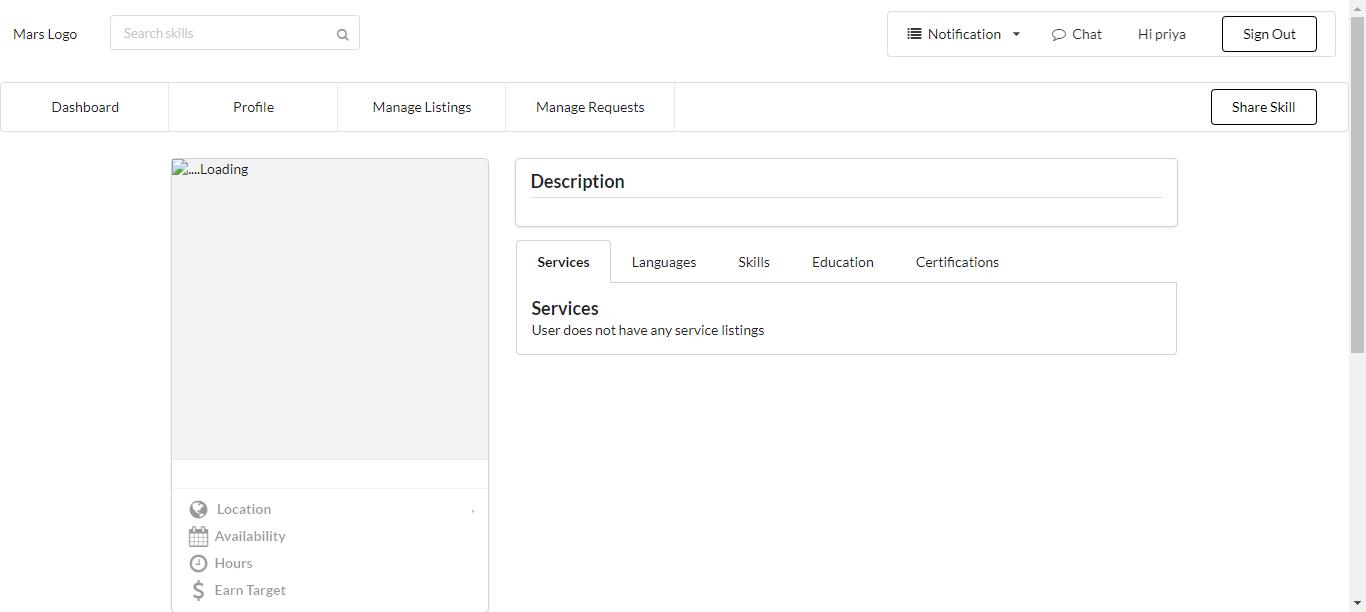 Mars Logo
Search skills
Notification
Chat
Hi priya
Sign Out
Dashboard
Profile
Manage Listings
Manage Requests
Share Skill
....Loading
Description
Services
Languages
Skills
Education
Certifications
Services
User does not have any service listings
Location ,
Availability
Hours
Earn Target